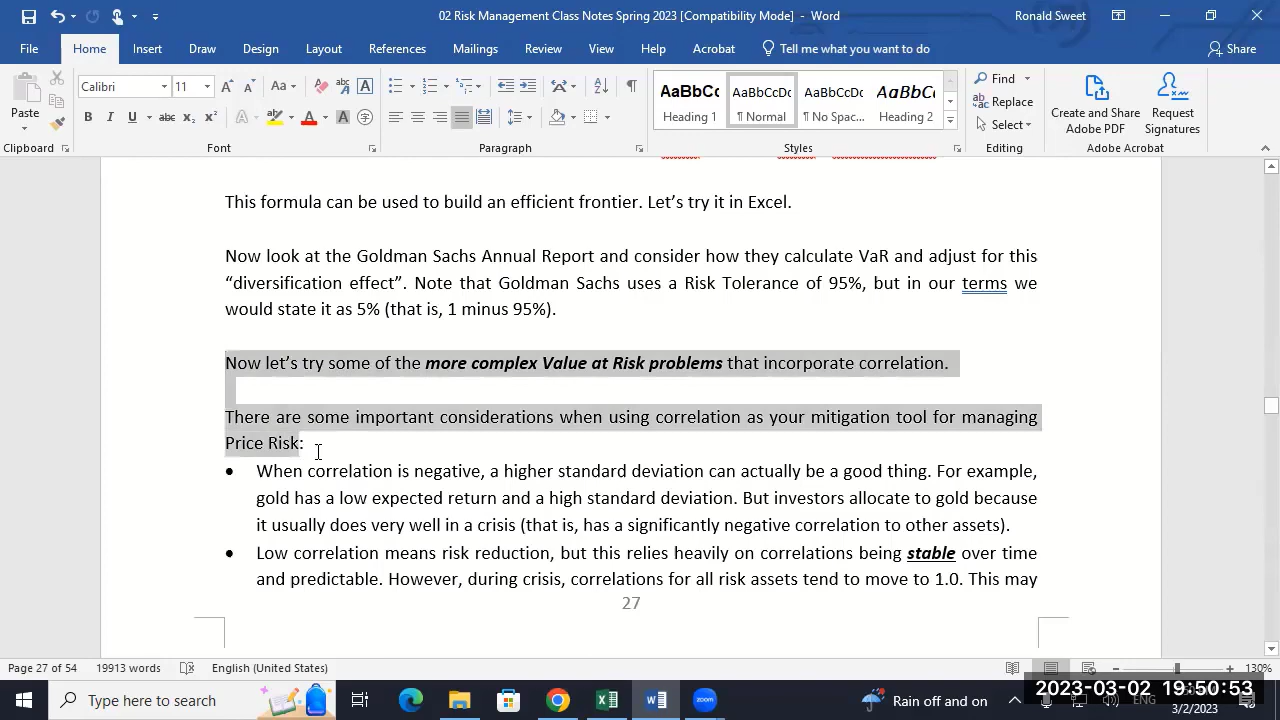 02 Risk Management Class Notes Spring 2023 [Compatibility Mode] - Word
Ronald Sweet
File Home Insert Draw Design Layout References Mailings Review View Help Acrobat Tell me what you want to do Share
Paste
Calibri 11
Aa
abc A
B I U abc x₂ x² A A A
AaBbCc
Heading 1
AaBbCcDc
¶ Normal
AaBbCcDc
¶ No Spac...
AaBbCc
Heading 2
Find
Replace
Select
Create and Share
Adobe PDF
Request
Signatures
Clipboard Font Paragraph Styles Editing Adobe Acrobat
This formula can be used to build an efficient frontier. Let’s try it in Excel.
Now look at the Goldman Sachs Annual Report and consider how they calculate VaR and adjust for this
“diversification effect”. Note that Goldman Sachs uses a Risk Tolerance of 95%, but in our terms we
would state it as 5% (that is, 1 minus 95%).
Now let’s try some of the more complex Value at Risk problems that incorporate correlation.
There are some important considerations when using correlation as your mitigation tool for managing
Price Risk:
● When correlation is negative, a higher standard deviation can actually be a good thing. For example,
gold has a low expected return and a high standard deviation. But investors allocate to gold because
it usually does very well in a crisis (that is, has a significantly negative correlation to other assets).
● Low correlation means risk reduction, but this relies heavily on correlations being stable over time
and predictable. However, during crisis, correlations for all risk assets tend to move to 1.0. This may
27
Page 27 of 54 19913 words English (United States) 130%
Type here to search
zoom
Rain off and on
ENG
2023-03-02 19:50:53
3/2/2023